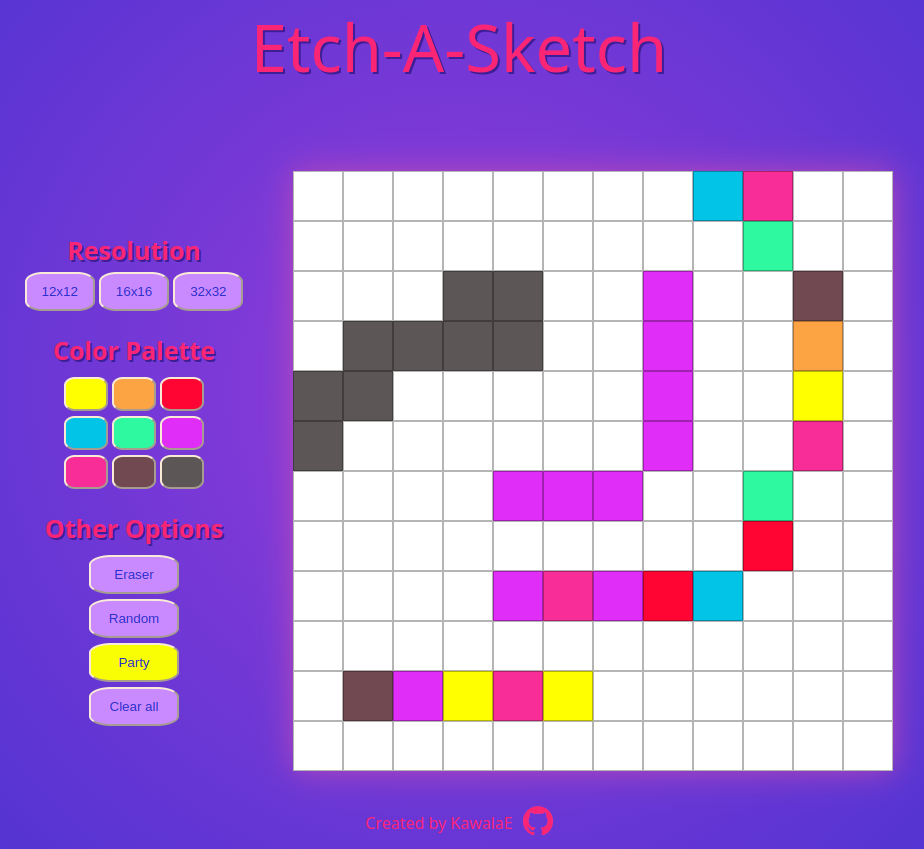 Etch-A-Sketch
Resolution
12x12 16x16 32x32
Color Palette
Other Options
Eraser
Random
Party
Clear all
Created by KawalaE